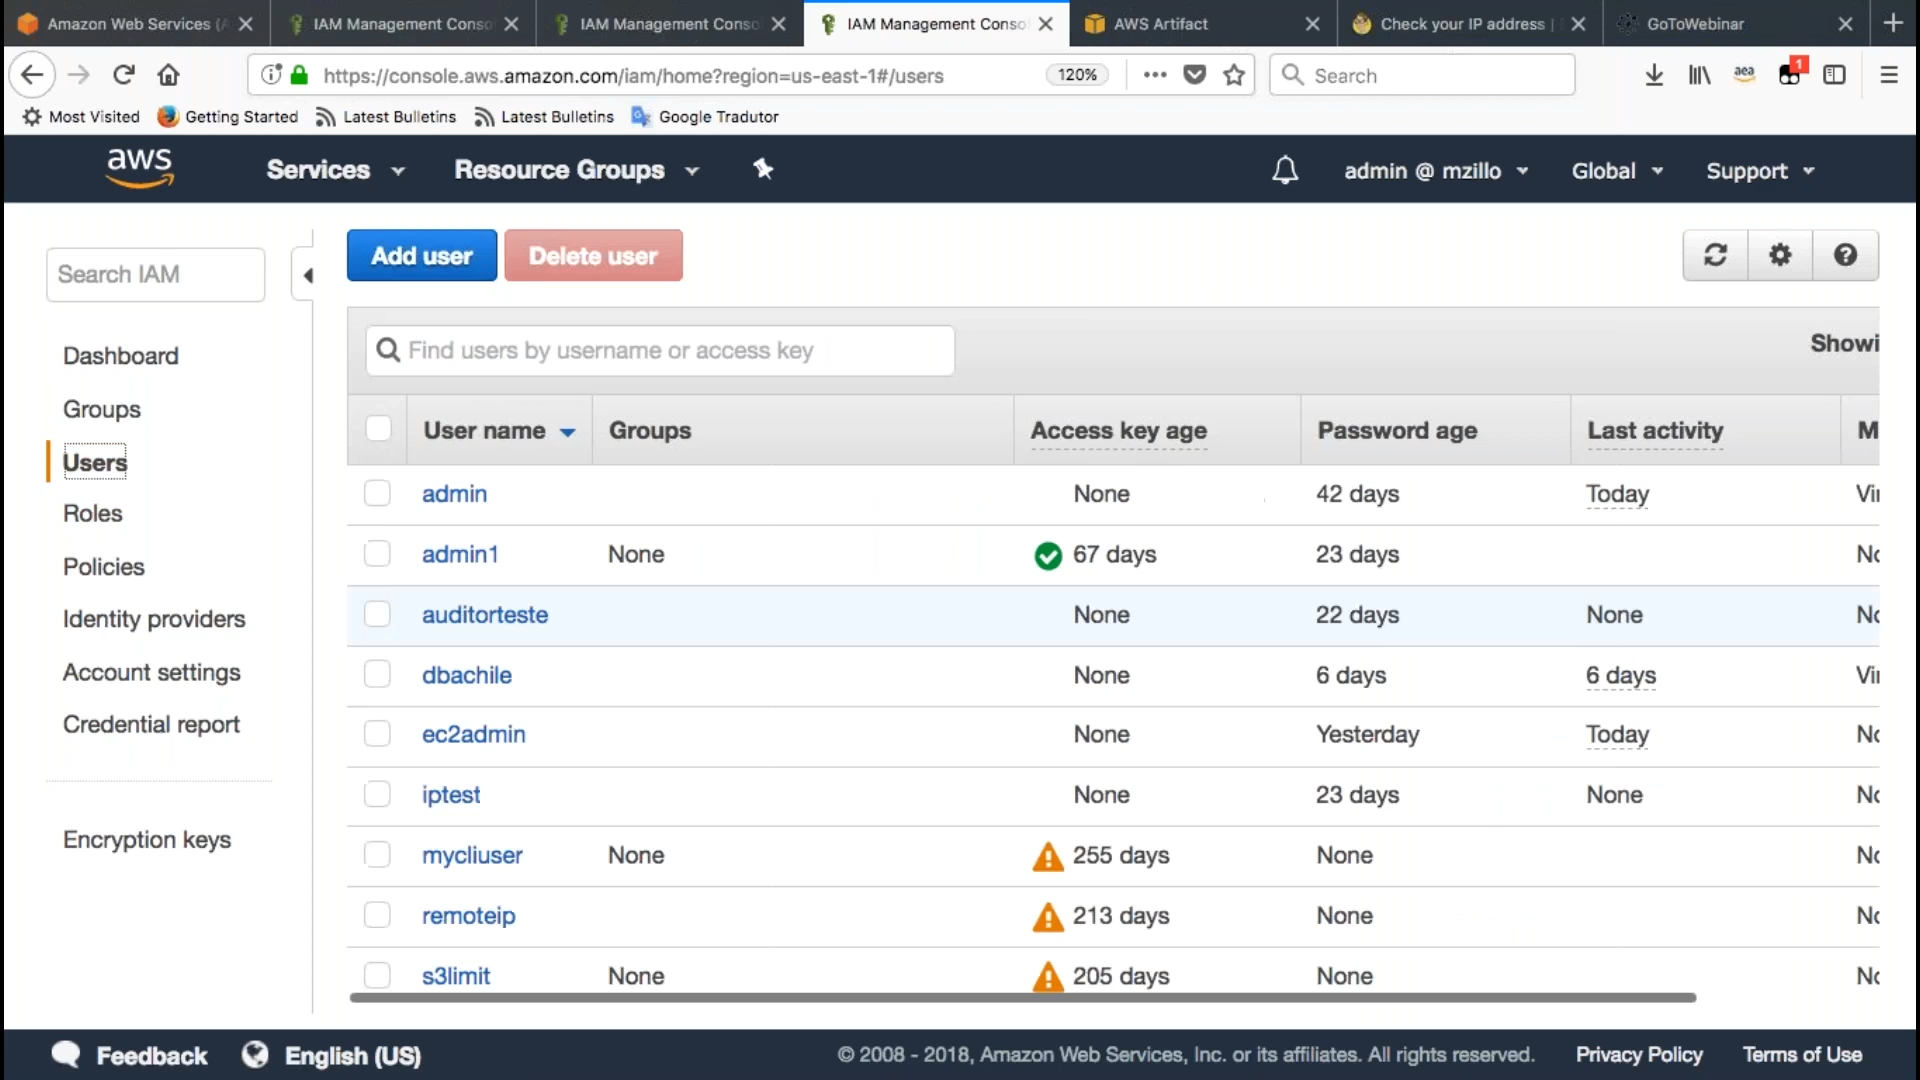 Amazon Web Services (A
IAM Management Conso
IAM Management Conso
IAM Management Conso
AWS Artifact
Check your IP address |
GoToWebinar
https://console.aws.amazon.com/iam/home?region=us-east-1#/users
120%
Search
aea
1
Most Visited
Getting Started
Latest Bulletins
Latest Bulletins
Google Tradutor
aws
Services
Resource Groups
admin @ mzillo
Global
Support
Search IAM
Add user
Delete user
Dashboard
Groups
Users
Roles
Policies
Identity providers
Account settings
Credential report
Encryption keys
Find users by username or access key
Showi
User name Groups Access key age Password age Last activity M
admin None 42 days Today Vir
admin1 None 67 days 23 days No
auditorteste None 22 days None No
dbachile None 6 days 6 days Vir
ec2admin None Yesterday Today No
iptest None 23 days None No
mycliuser None 255 days None No
remoteip 213 days None No
s3limit None 205 days None No
Feedback
English (US)
© 2008 - 2018, Amazon Web Services, Inc. or its affiliates. All rights reserved.
Privacy Policy
Terms of Use